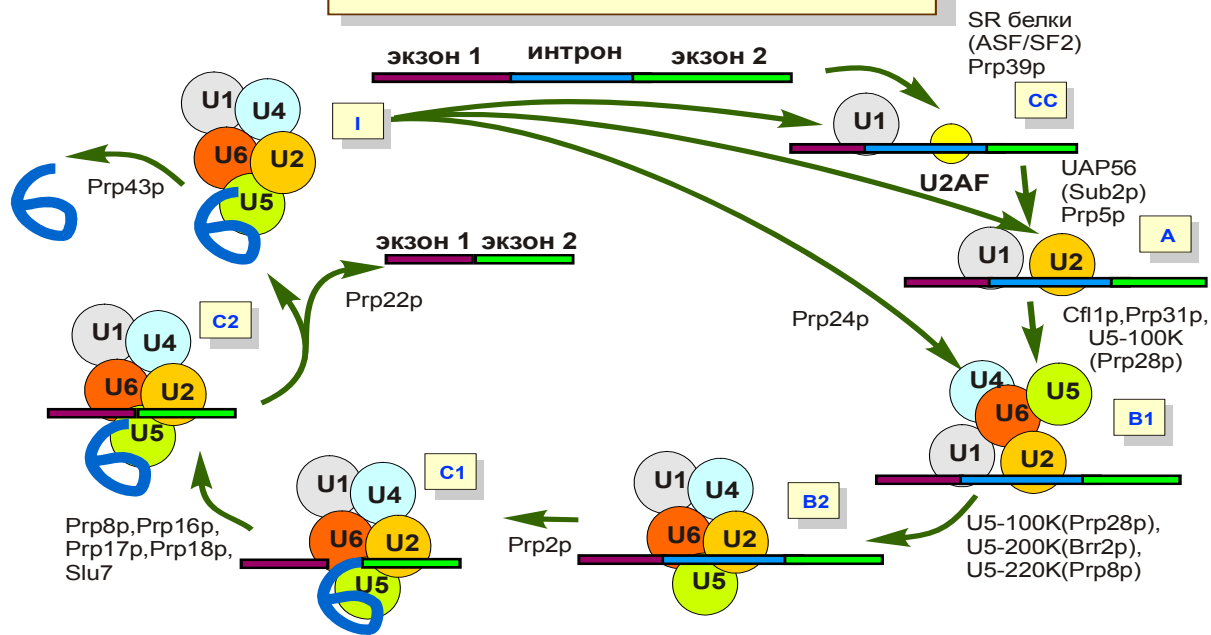 экзон 1 интрон экзон 2
SR белки
(ASF/SF2)
Prp39p
CC
U1
U2AF
UAP56
(Sub2p)
Prp5p
A
U1
U2
Cfl1p,Prp31p,
U5-100K
(Prp28p)
Prp24p
B1
U4
U5
U6
U1
U2
U5-100K(Prp28p),
U5-200K(Brr2p),
U5-220K(Prp8p)
B2
U1
U4
U6
U2
U5
Prp2p
C1
U1
U4
U6
U2
U5
Prp8p,Prp16p,
Prp17p,Prp18p,
Slu7
C2
U1
U4
U6
U2
U5
Prp22p
экзон 1 экзон 2
I
U1
U4
U6
U2
U5
Prp43p